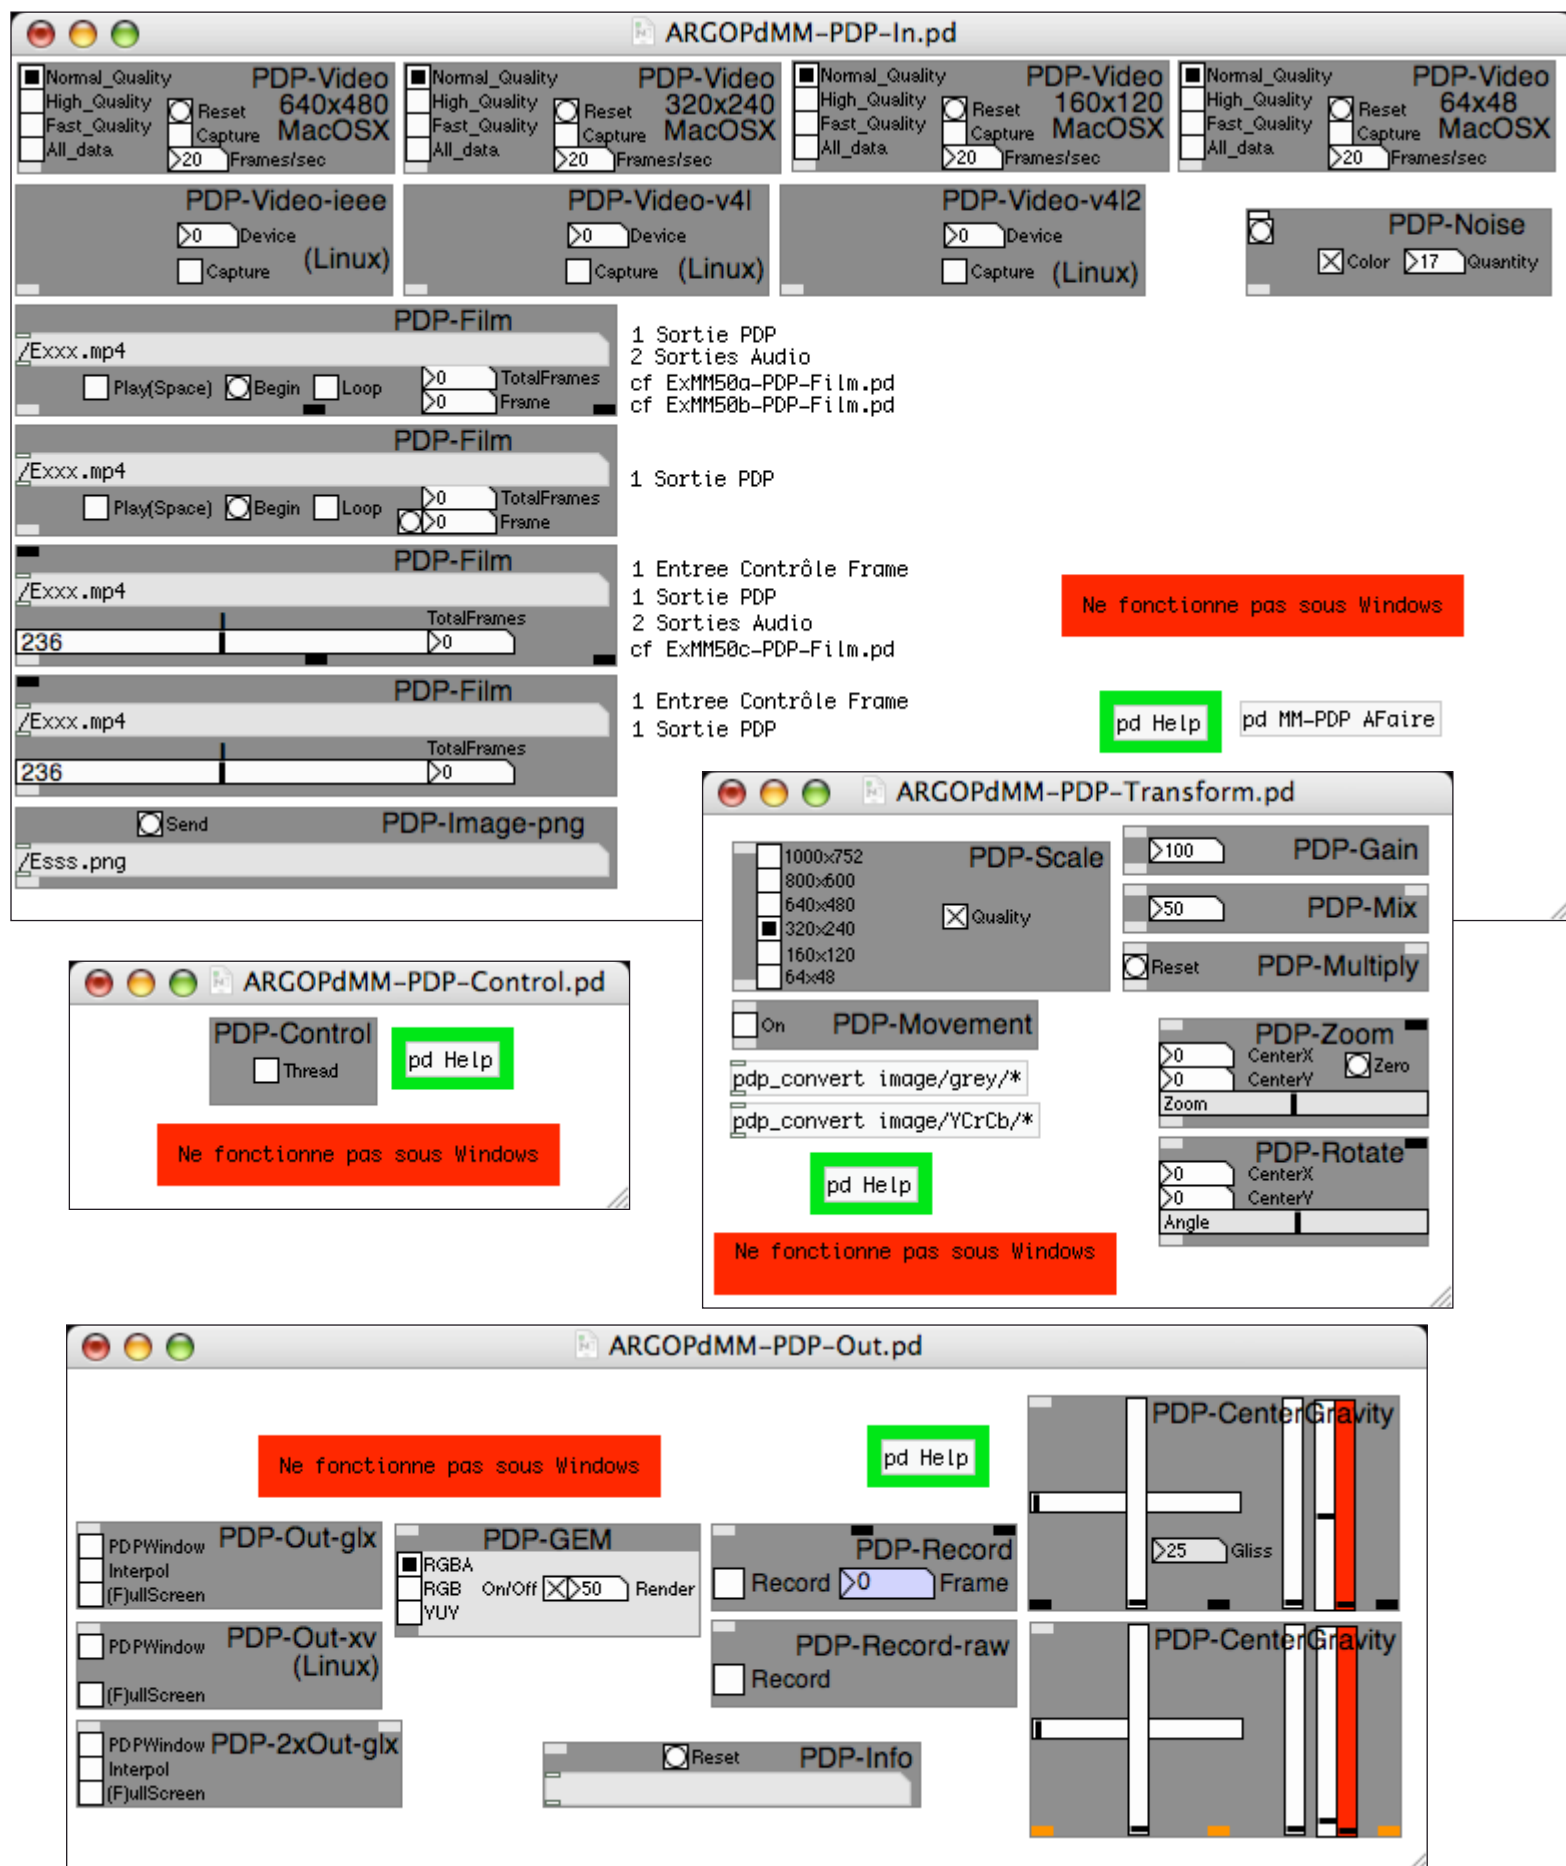 ARGOPdMM-PDP-In.pd
Normal_Quality
High_Quality
Fast_Quality
All_data
Reset
Capture
>20 Frames/sec
PDP-Video
640x480
MacOSX
Normal_Quality
High_Quality
Fast_Quality
All_data
Reset
Capture
>20 Frames/sec
PDP-Video
320x240
MacOSX
Normal_Quality
High_Quality
Fast_Quality
All_data
Reset
Capture
>20 Frames/sec
PDP-Video
160x120
MacOSX
Normal_Quality
High_Quality
Fast_Quality
All_data
Reset
Capture
>20 Frames/sec
PDP-Video
64x48
MacOSX
PDP-Video-ieee
0 Device
Capture (Linux)
PDP-Video-v4l
0 Device
Capture (Linux)
PDP-Video-v4l2
0 Device
Capture (Linux)
PDP-Noise
Color 17 Quantity
PDP-Film
/Exxx.mp4
Play(Space) Begin Loop
0 TotalFrames
0 Frame
1 Sortie PDP
2 Sorties Audio
cf ExMM50a-PDP-Film.pd
cf ExMM50b-PDP-Film.pd
PDP-Film
/Exxx.mp4
Play(Space) Begin Loop
0 TotalFrames
0 Frame
1 Sortie PDP
PDP-Film
/Exxx.mp4
TotalFrames
236 0
1 Entree Contrôle Frame
1 Sortie PDP
2 Sorties Audio
cf ExMM50c-PDP-Film.pd
Ne fonctionne pas sous Windows
PDP-Film
/Exxx.mp4
TotalFrames
236 0
1 Entree Contrôle Frame
1 Sortie PDP
pd Help
pd MM-PDP AFaire
Send PDP-Image-png
/Esss.png
ARGOPdMM-PDP-Transform.pd
1000x752
800x600
640x480
320x240
160x120
64x48
PDP-Scale
Quality
100 PDP-Gain
50 PDP-Mix
Reset PDP-Multiply
On PDP-Movement
pdp_convert image/grey/*
pdp_convert image/YCrCb/*
pd Help
Ne fonctionne pas sous Windows
PDP-Zoom
0 CenterX
0 CenterY
Zero
Zoom
PDP-Rotate
0 CenterX
0 CenterY
Angle
ARGOPdMM-PDP-Control.pd
PDP-Control
Thread
pd Help
Ne fonctionne pas sous Windows
ARGOPdMM-PDP-Out.pd
Ne fonctionne pas sous Windows
pd Help
PDP-CenterGravity
25 Gliss
PDP-Out-glx
PDPWindow
Interpol
(F)ullScreen
PDP-GEM
RGBA
RGB
YUV
On/Off 50 Render
PDP-Record
Record 0 Frame
PDP-Out-xv
(Linux)
PDPWindow
(F)ullScreen
PDP-Record-raw
Record
PDP-CenterGravity
PDPWindow PDP-2xOut-glx
Interpol
(F)ullScreen
Reset PDP-Info